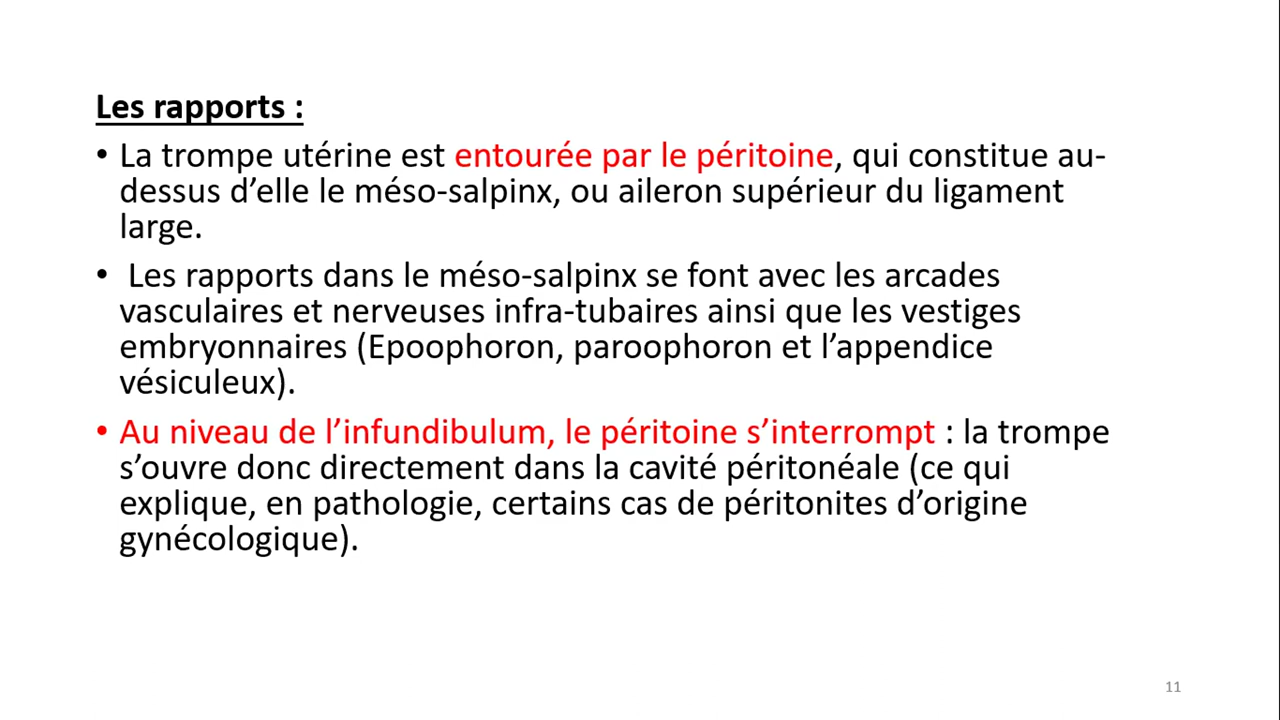 Les rapports :
• La trompe utérine est entourée par le péritoine, qui constitue au-
dessus d’elle le méso-salpinx, ou aileron supérieur du ligament
large.
• Les rapports dans le méso-salpinx se font avec les arcades
vasculaires et nerveuses infra-tubaires ainsi que les vestiges
embryonnaires (Epoophoron, paroophoron et l’appendice
vésiculeux).
• Au niveau de l’infundibulum, le péritoine s’interrompt : la trompe
s’ouvre donc directement dans la cavité péritonéale (ce qui
explique, en pathologie, certains cas de péritonites d’origine
gynécologique).
11